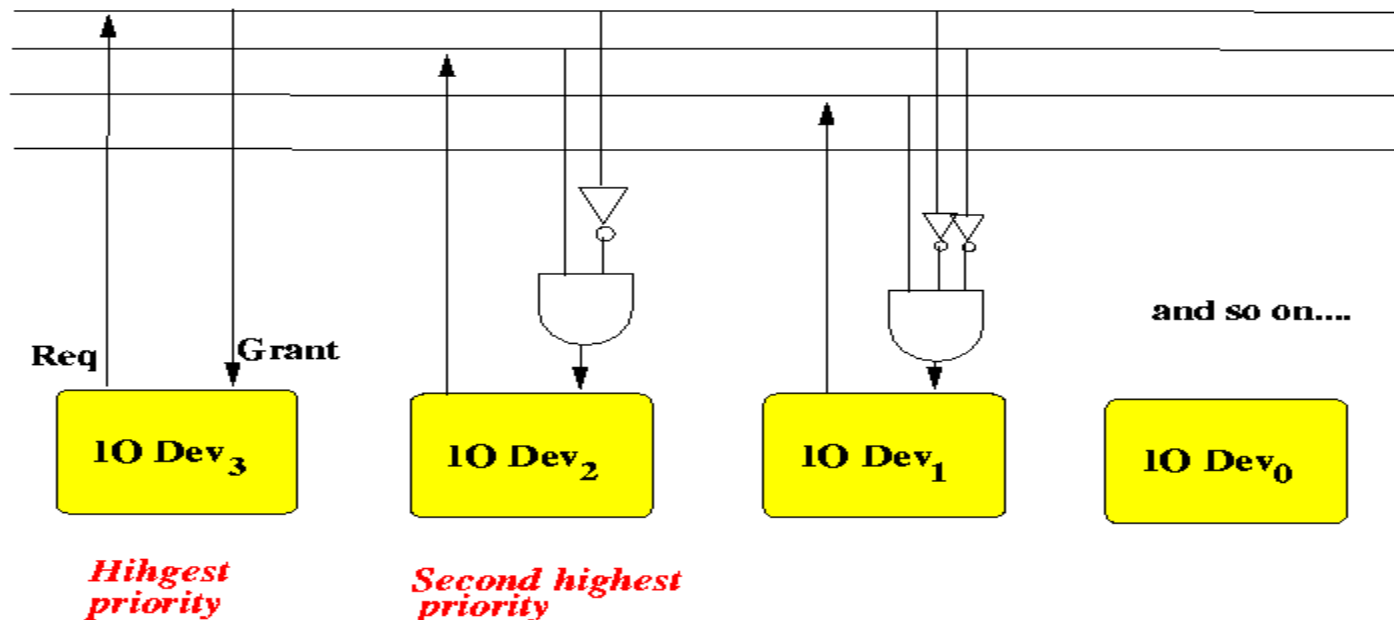 and so on....
Req
Grant
IO Dev3
IO Dev2
IO Dev1
IO Dev0
Hihgest
priority
Second highest
priority